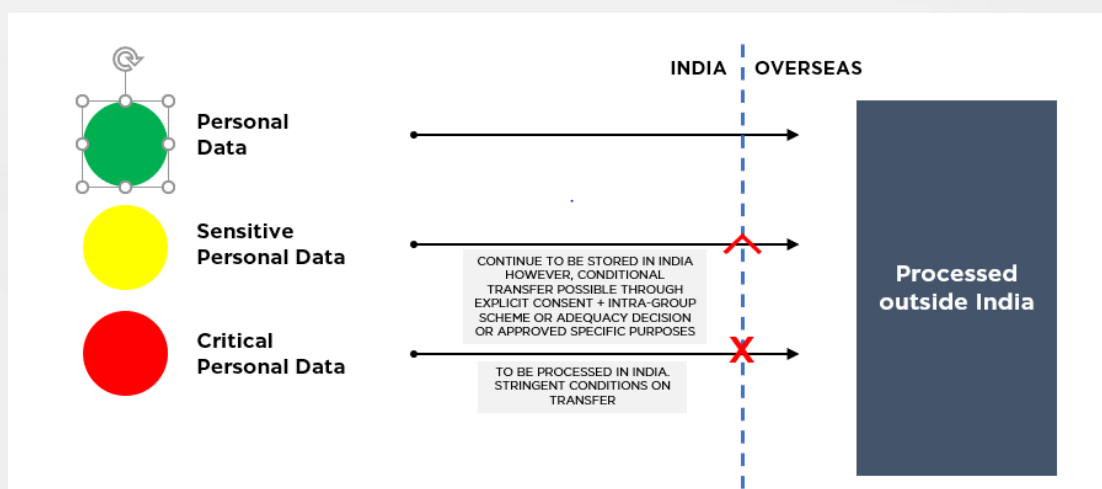 INDIA
OVERSEAS
Personal
Data
Sensitive
Personal Data
CONTINUE TO BE STORED IN INDIA
HOWEVER, CONDITIONAL
TRANSFER POSSIBLE THROUGH
EXPLICIT CONSENT + INTRA-GROUP
SCHEME OR ADEQUACY DECISION
OR APPROVED SPECIFIC PURPOSES
Critical
Personal Data
X
TO BE PROCESSED IN INDIA.
STRINGENT CONDITIONS ON
TRANSFER
Processed
outside India